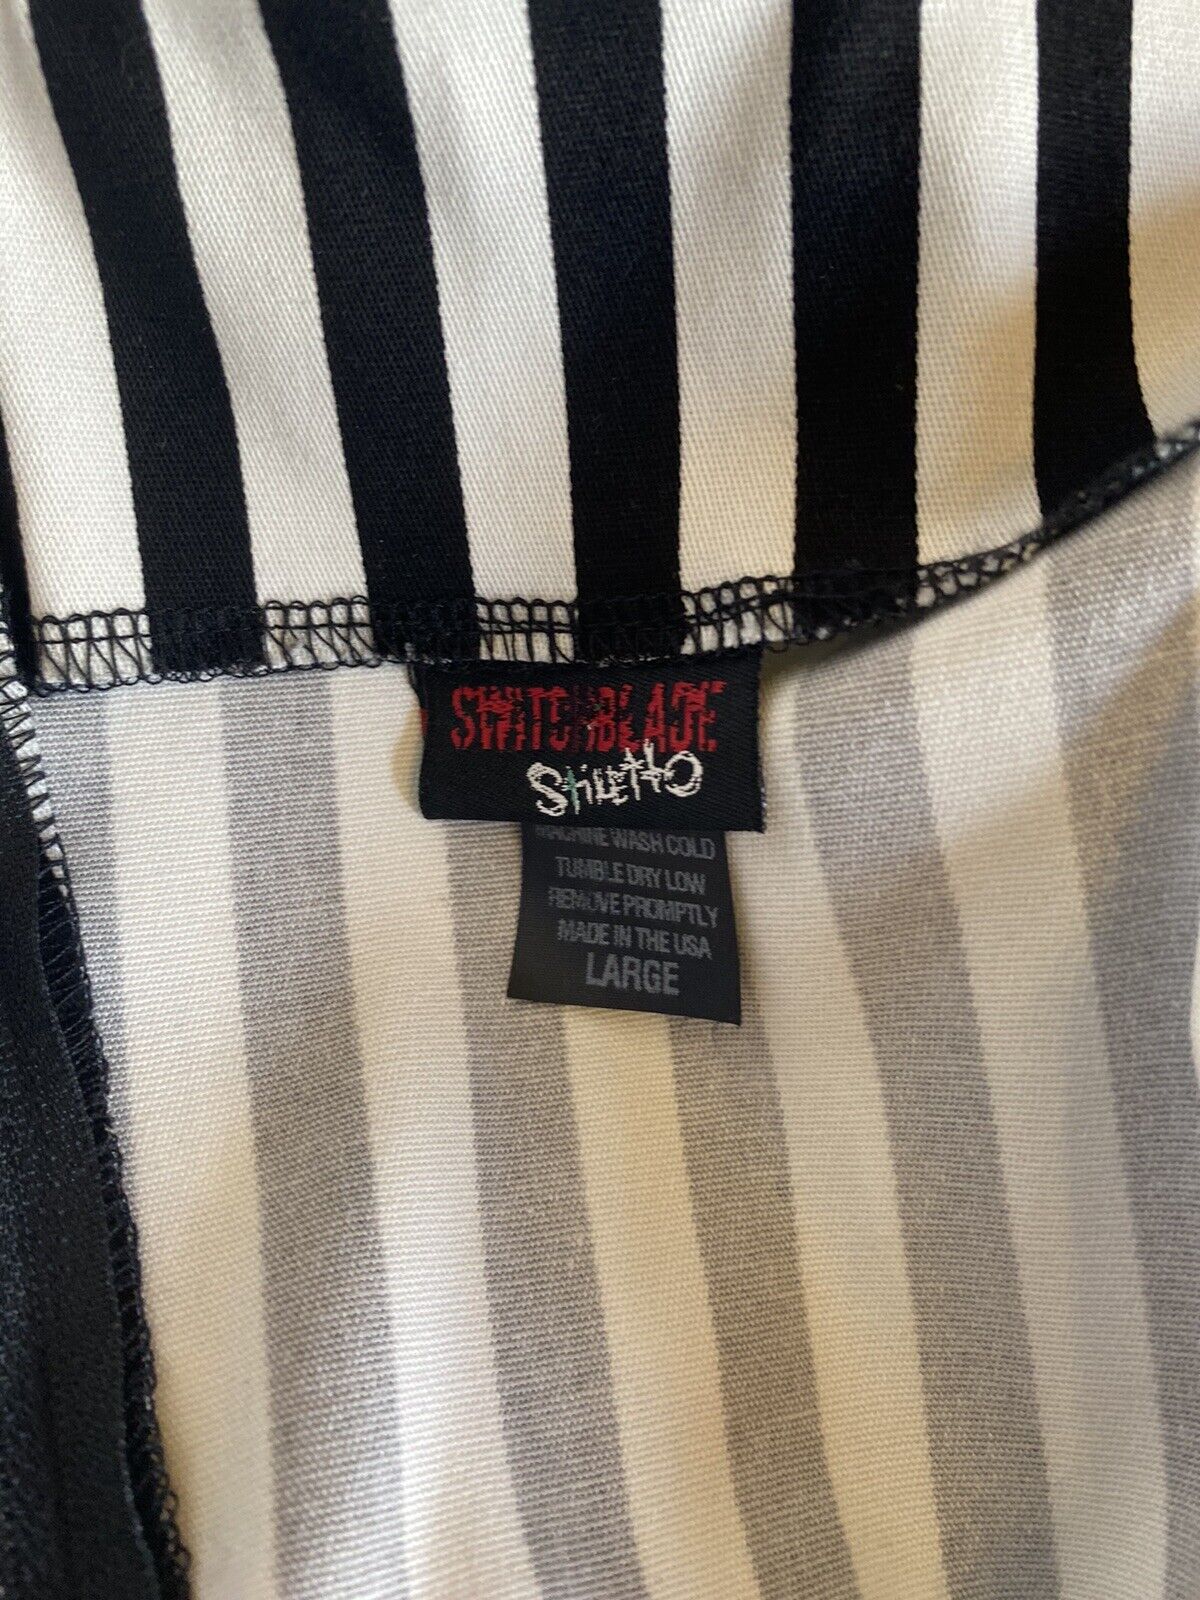 SWITCHBLADE
Stiletto
MACHINE WASH COLD
TUMBLE DRY LOW
REMOVE PROMPTLY
MADE IN THE USA
LARGE